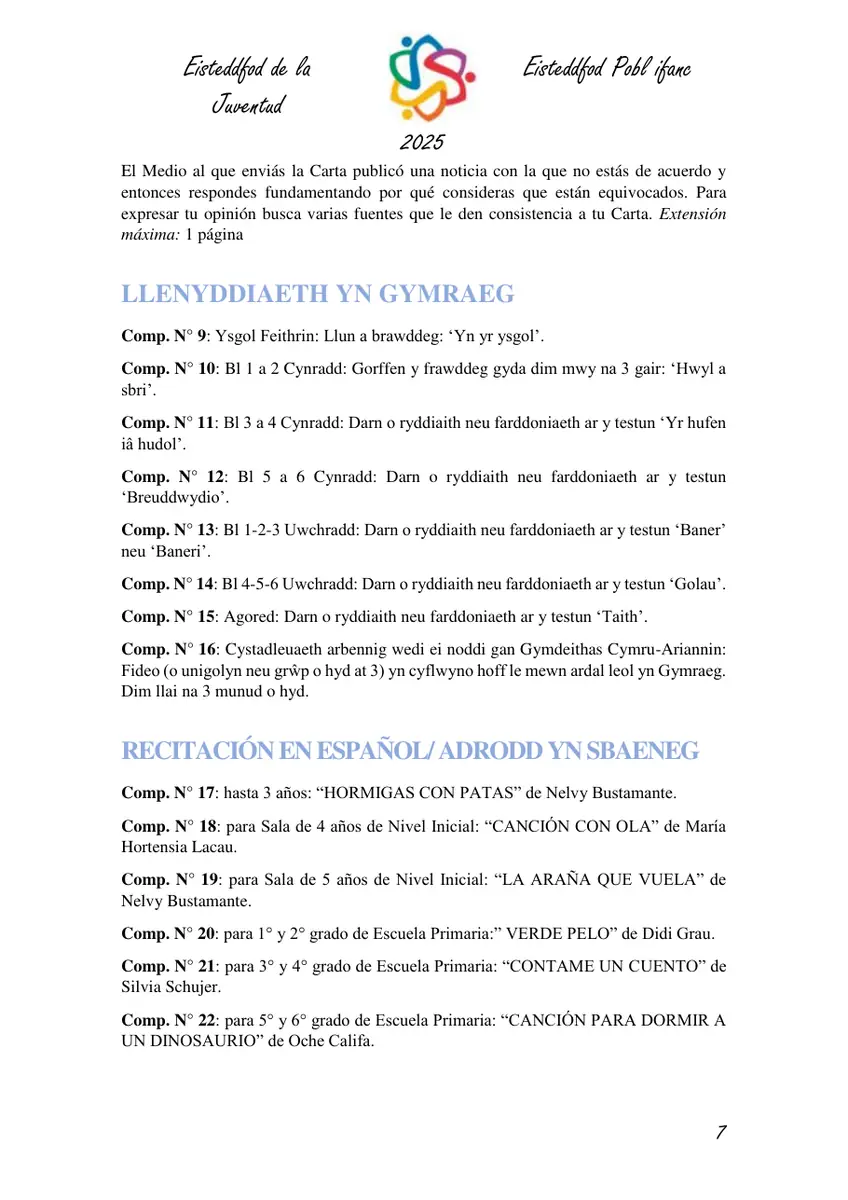 Eisteddfod de la
Juventud
Eisteddfod Pobl ifanc
2025
El Medio al que enviás la Carta publicó una noticia con la que no estás de acuerdo y
entonces respondes fundamentando por qué consideras que están equivocados. Para
expresar tu opinión busca varias fuentes que le den consistencia a tu Carta. Extensión
máxima: 1 página
LLENYDDIAETH YN GYMRAEG
Comp. N° 9: Ysgol Feithrin: Llun a brawddeg: ‘Yn yr ysgol’.
Comp. N° 10: Bl 1 a 2 Cynradd: Gorffen y frawddeg gyda dim mwy na 3 gair: ‘Hwyl a
sbri’.
Comp. N° 11: Bl 3 a 4 Cynradd: Darn o ryddiaith neu farddoniaeth ar y testun ‘Yr hufen
iâ hudol’.
Comp. N° 12: Bl 5 a 6 Cynradd: Darn o ryddiaith neu farddoniaeth ar y testun
‘Breuddwydio’.
Comp. N° 13: Bl 1-2-3 Uwchradd: Darn o ryddiaith neu farddoniaeth ar y testun ‘Baner’
neu ‘Baneri’.
Comp. N° 14: Bl 4-5-6 Uwchradd: Darn o ryddiaith neu farddoniaeth ar y testun ‘Golau’.
Comp. N° 15: Agored: Darn o ryddiaith neu farddoniaeth ar y testun ‘Taith’.
Comp. N° 16: Cystadleuaeth arbennig wedi ei noddi gan Gymdeithas Cymru-Ariannin:
Fideo (o unigolyn neu grŵp o hyd at 3) yn cyflwyno hoff le mewn ardal leol yn Gymraeg.
Dim llai na 3 munud o hyd.
RECITACIÓN EN ESPAÑOL/ ADRODD YN SBAENEG
Comp. N° 17: hasta 3 años: “HORMIGAS CON PATAS” de Nelvy Bustamante.
Comp. N° 18: para Sala de 4 años de Nivel Inicial: “CANCIÓN CON OLA” de María
Hortensia Lacau.
Comp. N° 19: para Sala de 5 años de Nivel Inicial: “LA ARAÑA QUE VUELA” de
Nelvy Bustamante.
Comp. N° 20: para 1° y 2° grado de Escuela Primaria:” VERDE PELO” de Didi Grau.
Comp. N° 21: para 3° y 4° grado de Escuela Primaria: “CONTAME UN CUENTO” de
Silvia Schujer.
Comp. N° 22: para 5° y 6° grado de Escuela Primaria: “CANCIÓN PARA DORMIR A
UN DINOSAURIO” de Oche Califa.
7